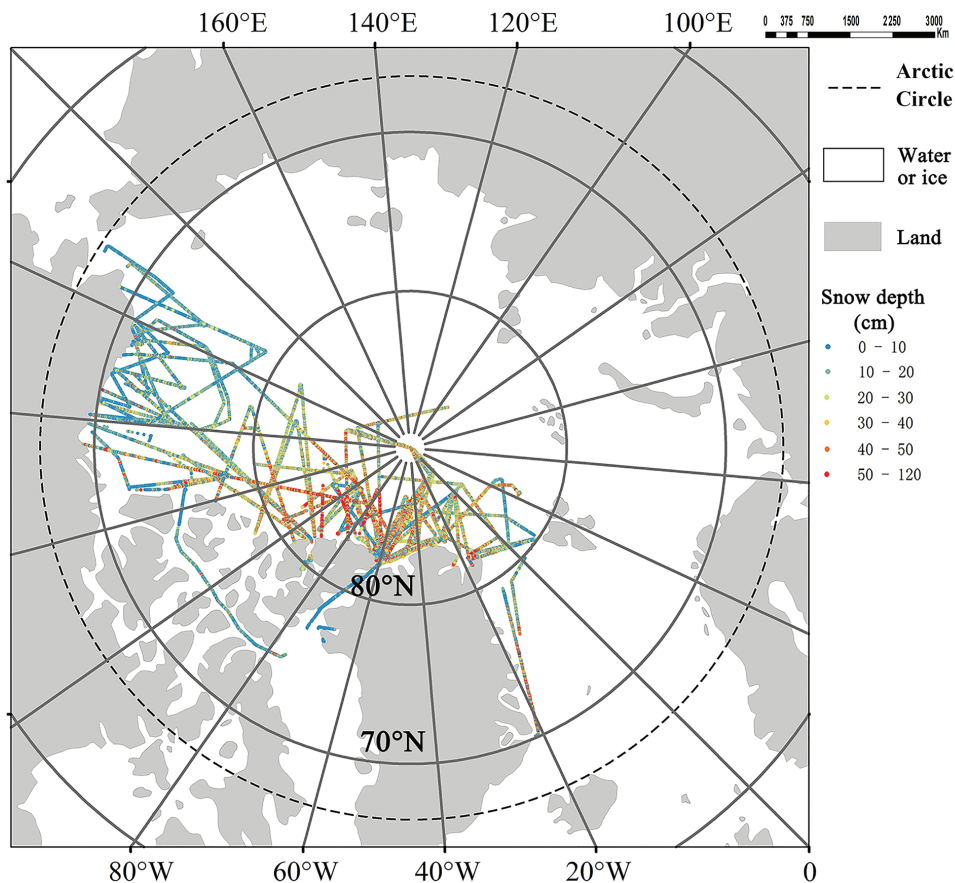 160°E 140°E 120°E 100°E
0 375 750 1500 2250 3000
Km
Arctic
Circle
Water
or ice
Land
Snow depth
(cm)
0 - 10
10 - 20
20 - 30
30 - 40
40 - 50
50 - 120
80°N
70°N
80°W 60°W 40°W 20°W 0